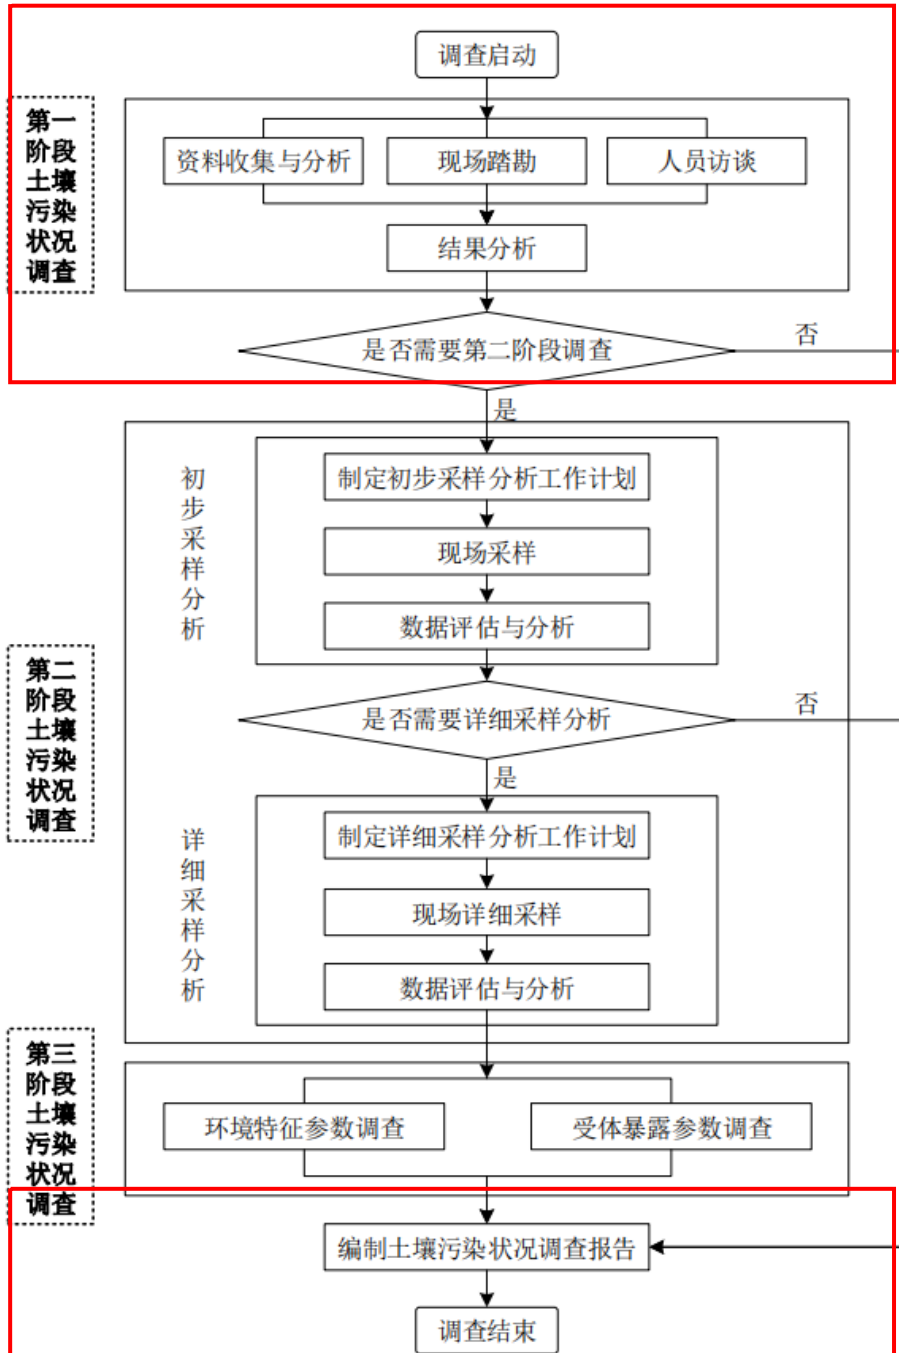 调查启动
第一
阶段
土壤
污染
状况
调查
资料收集与分析
现场踏勘
人员访谈
结果分析
是否需要第二阶段调查
否
是
初
步
采
样
分
析
制定初步采样分析工作计划
现场采样
数据评估与分析
第二
阶段
土壤
污染
状况
调查
是否需要详细采样分析
否
是
详
细
采
样
分
析
制定详细采样分析工作计划
现场详细采样
数据评估与分析
第三
阶段
土壤
污染
状况
调查
环境特征参数调查
受体暴露参数调查
编制土壤污染状况调查报告
调查结束